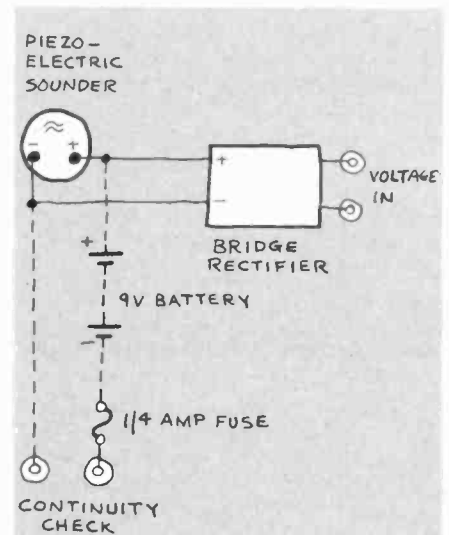 PIEZO-
ELECTRIC
SOUNDER
- +
+
-
VOLTAGE
IN
BRIDGE
RECTIFIER
+
9V BATTERY
-
1/4 AMP FUSE
CONTINUITY
CHECK